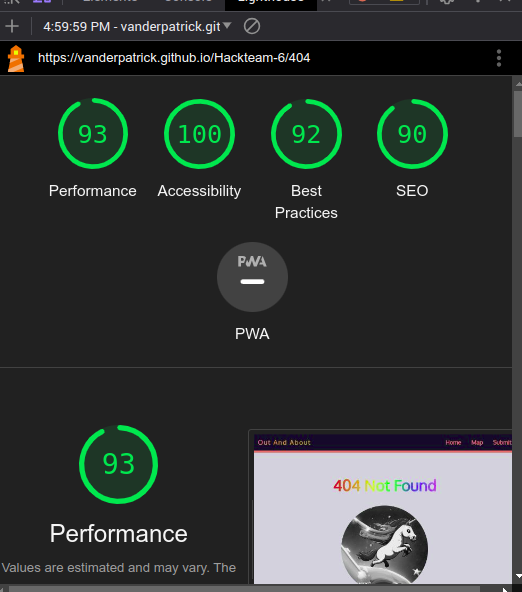 4:59:59 PM - vanderpatrick.git
https://vanderpatrick.github.io/Hackteam-6/404
93
100
92
90
Performance
Accessibility
Best
Practices
SEO
PWA
PWA
93
Performance
Values are estimated and may vary. The
Out And About
Home
Map
Submit
404 Not Found